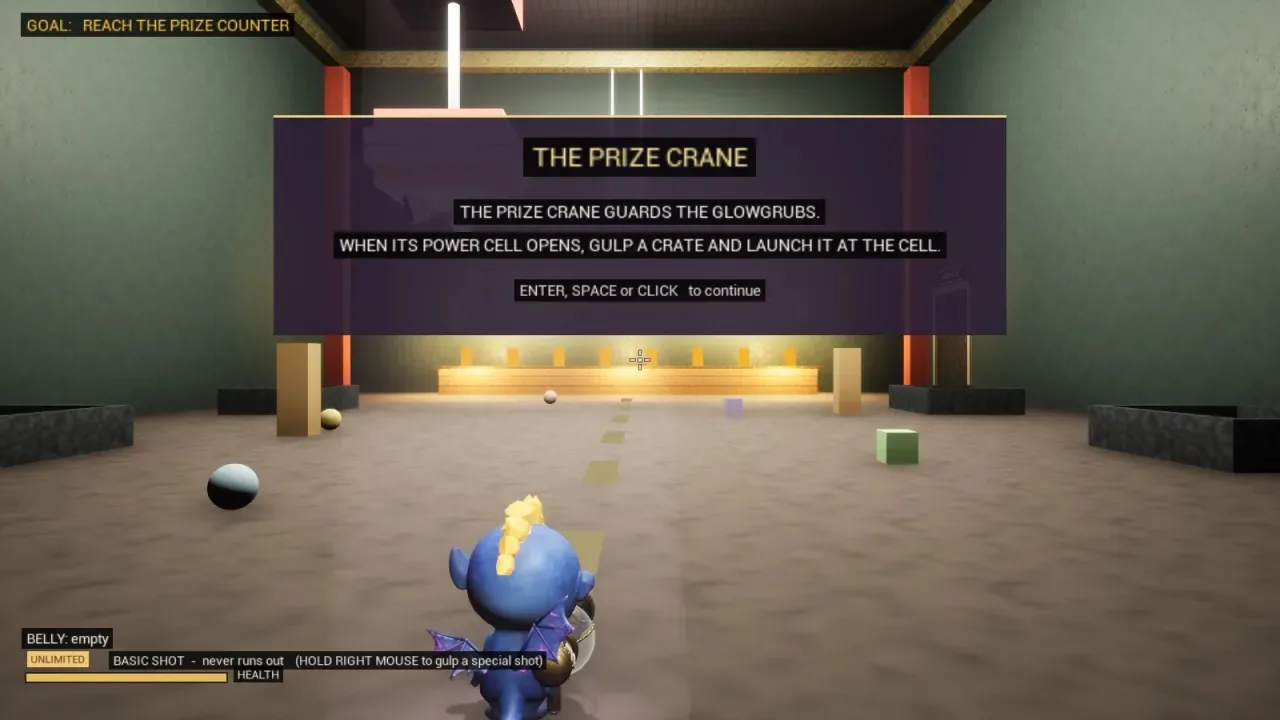 GOAL: REACH THE PRIZE COUNTER
THE PRIZE CRANE
THE PRIZE CRANE GUARDS THE GLOWGRUBS.
WHEN ITS POWER CELL OPENS, GULP A CRATE AND LAUNCH IT AT THE CELL.
ENTER, SPACE or CLICK to continue
BELLY: empty
UNLIMITED BASIC SHOT - never runs out (HOLD RIGHT MOUSE to gulp a special shot)
HEALTH